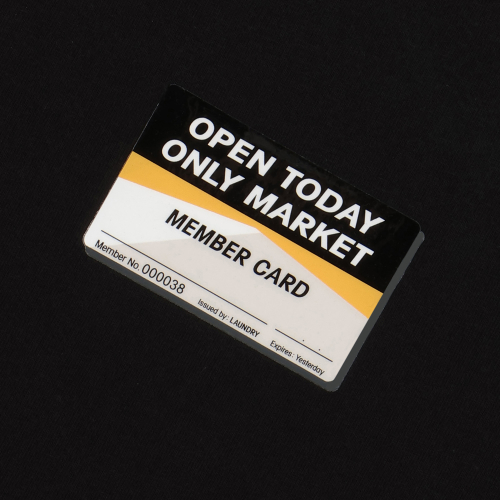 OPEN TODAY
ONLY MARKET
MEMBER CARD
Member No. 000038
Issued by: LAUNDRY
Expires: Yesterday